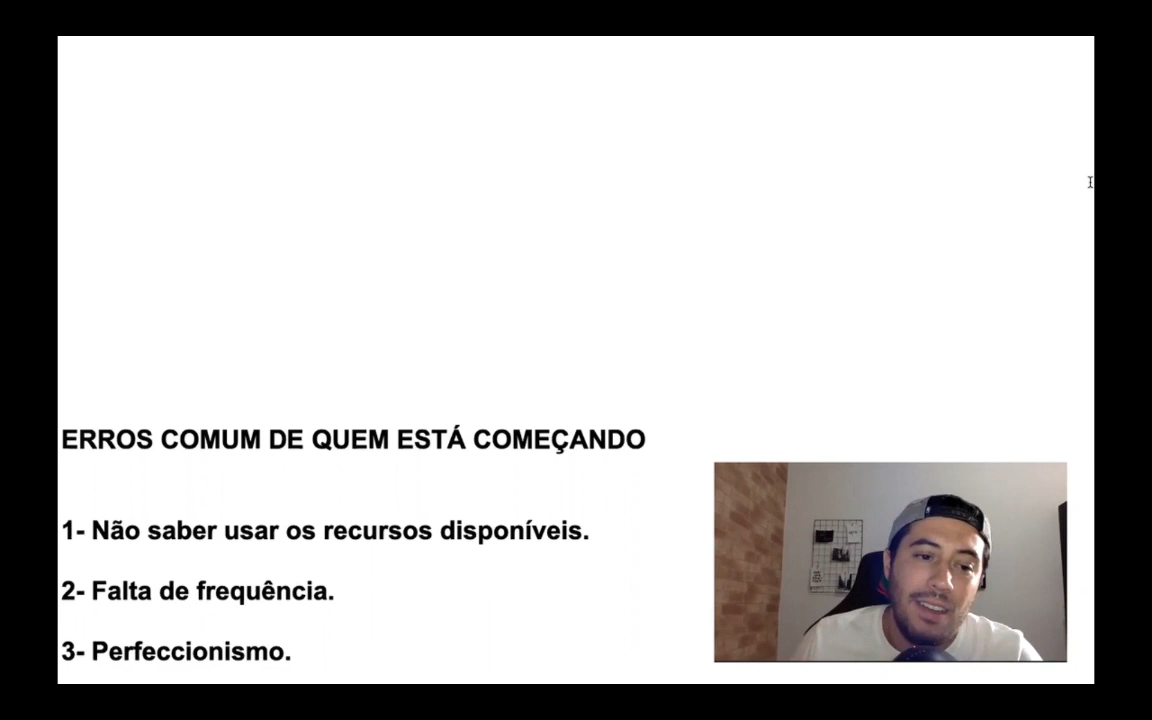 ERROS COMUM DE QUEM ESTÁ COMEÇANDO
1- Não saber usar os recursos disponíveis.
2- Falta de frequência.
3- Perfeccionismo.